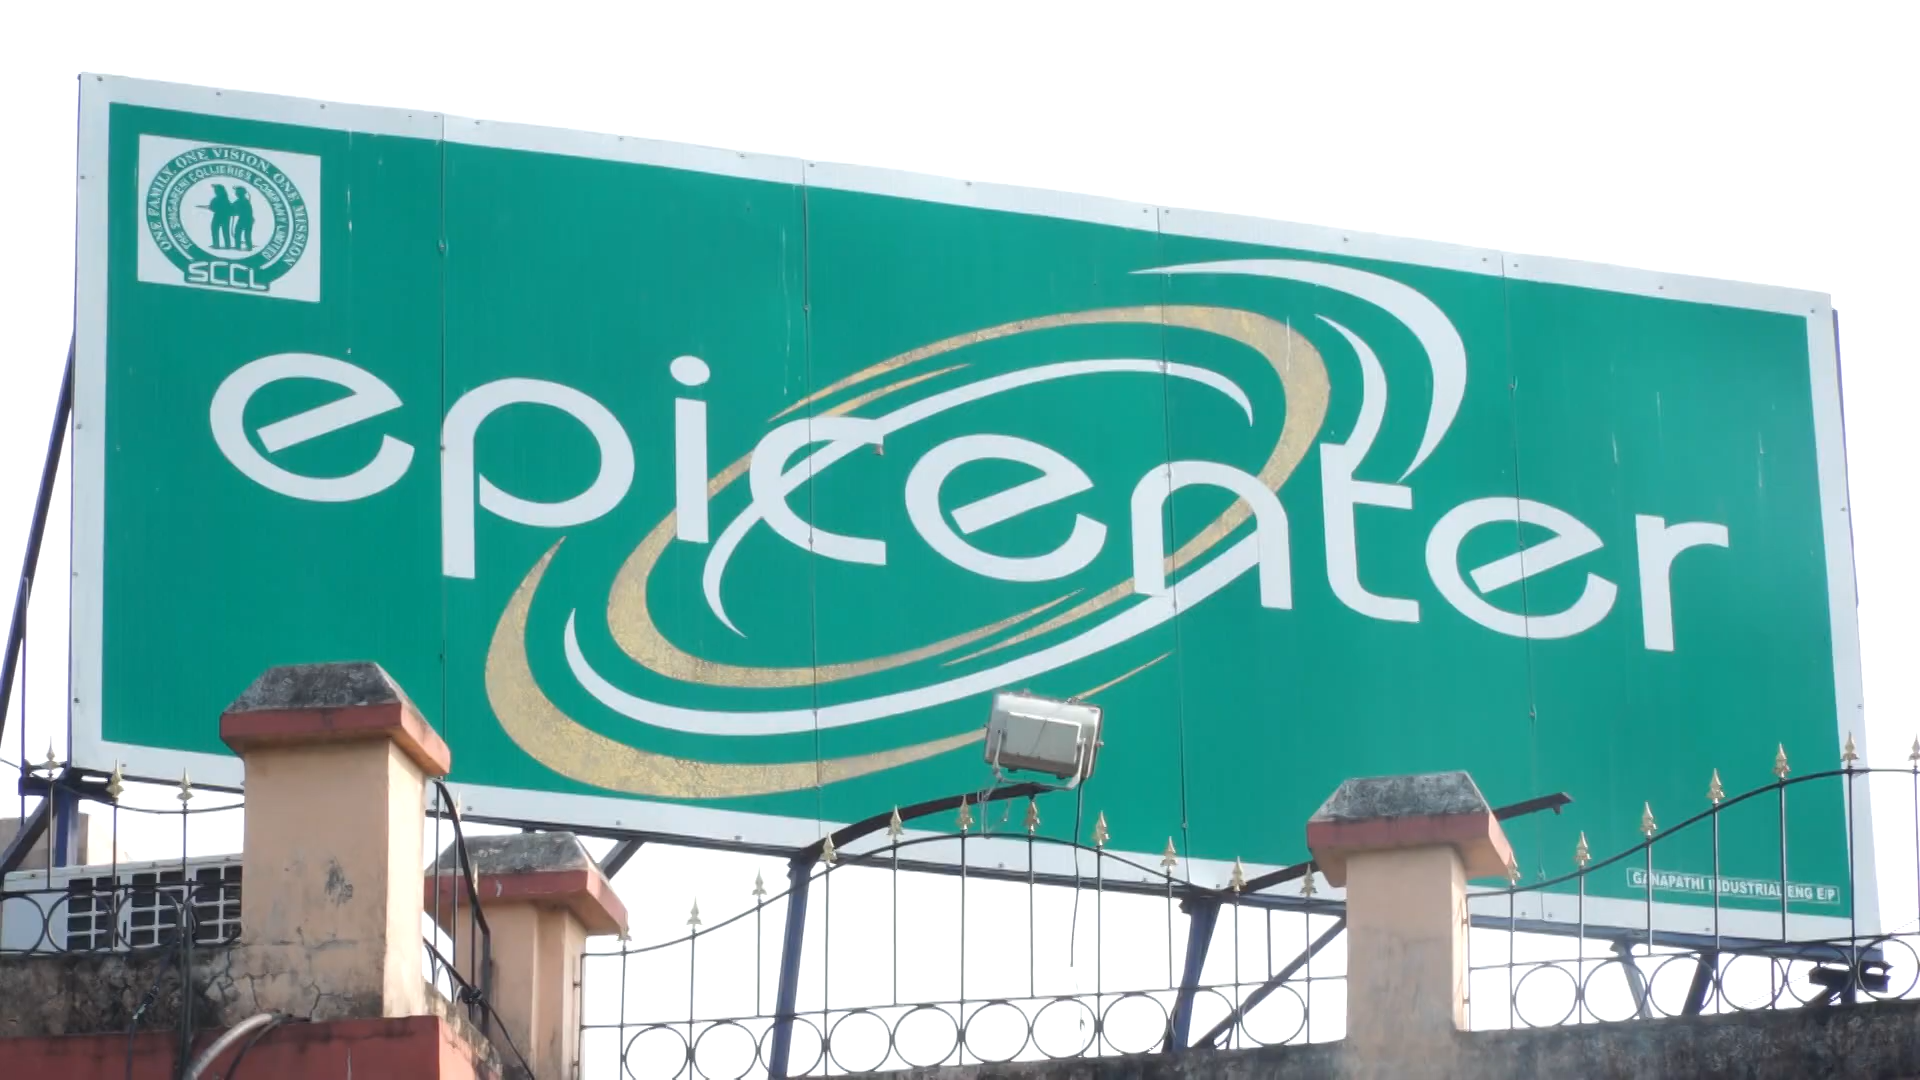 ONE FAMILY, ONE VISION, ONE MISSION
THE SINGARENI COLLIERIES COMPANY LIMITED
SCCL
epicenter
GANAPATHI INDUSTRIAL ENG E/P